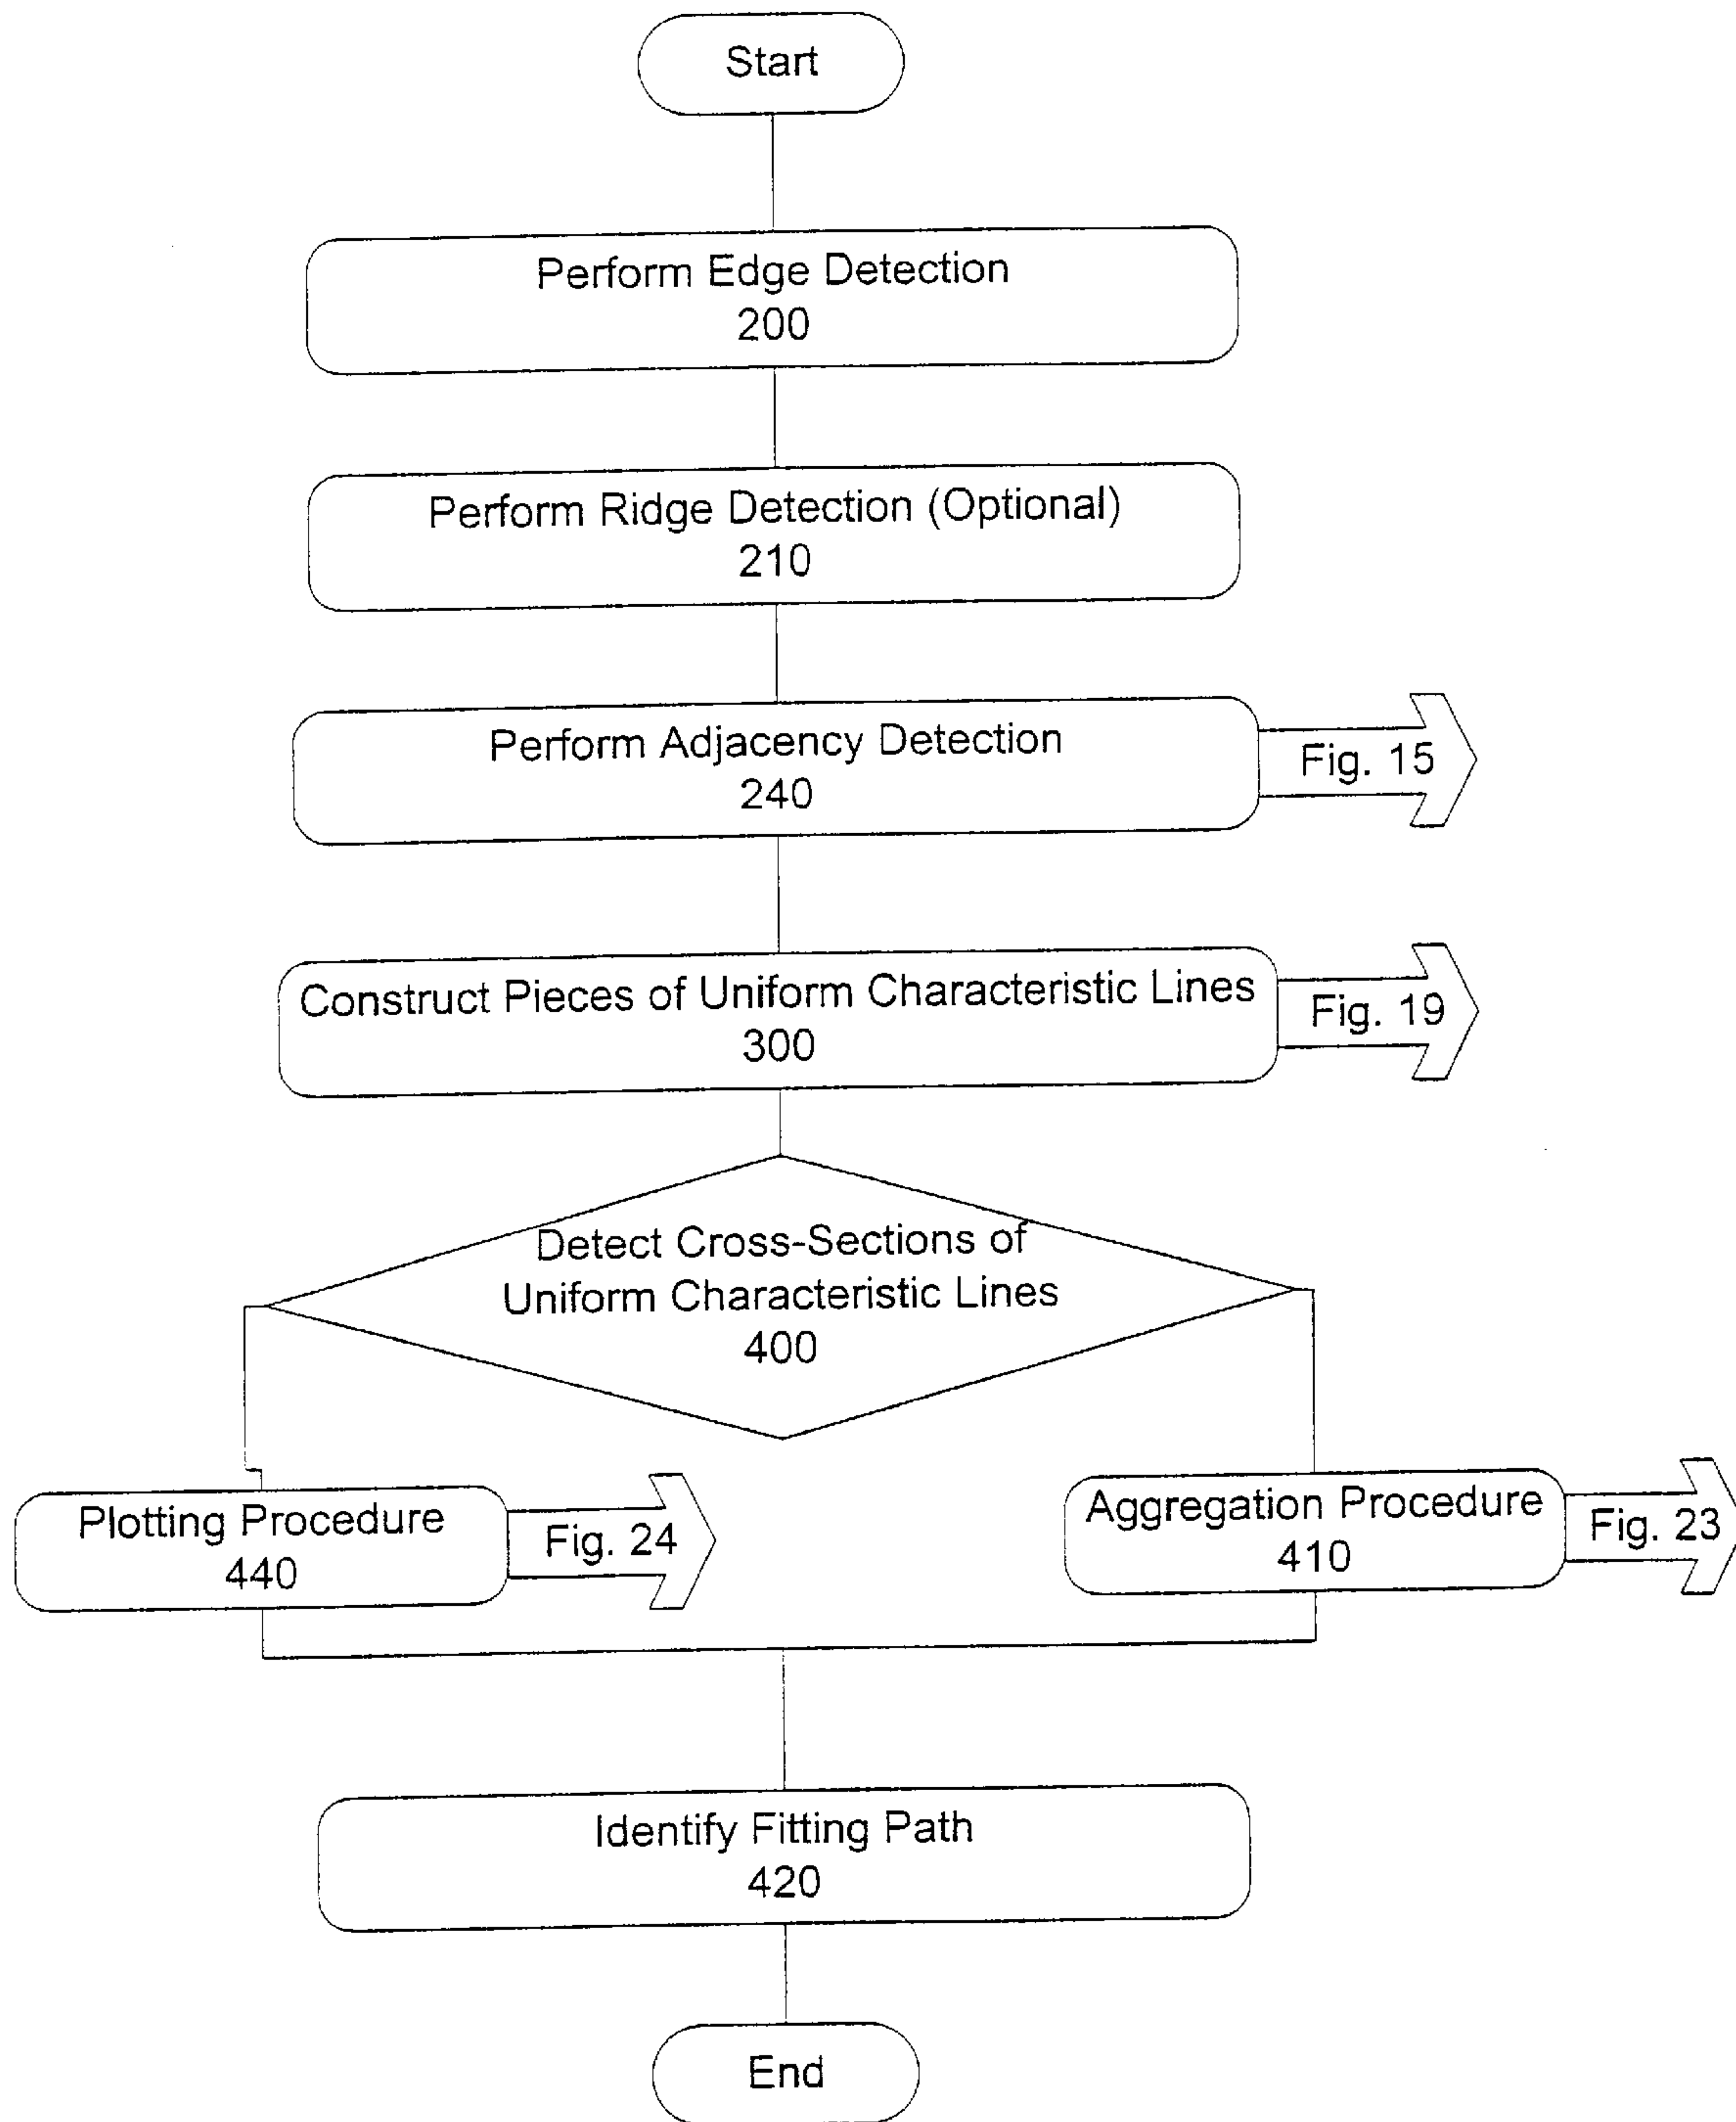 Start
Perform Edge Detection
200
Perform Ridge Detection (Optional)
210
Perform Adjacency Detection
240
Fig. 15
Construct Pieces of Uniform Characteristic Lines
300
Fig. 19
Detect Cross-Sections of
Uniform Characteristic Lines
400
Plotting Procedure
440
Fig. 24
Aggregation Procedure
410
Fig. 23
Identify Fitting Path
420
End